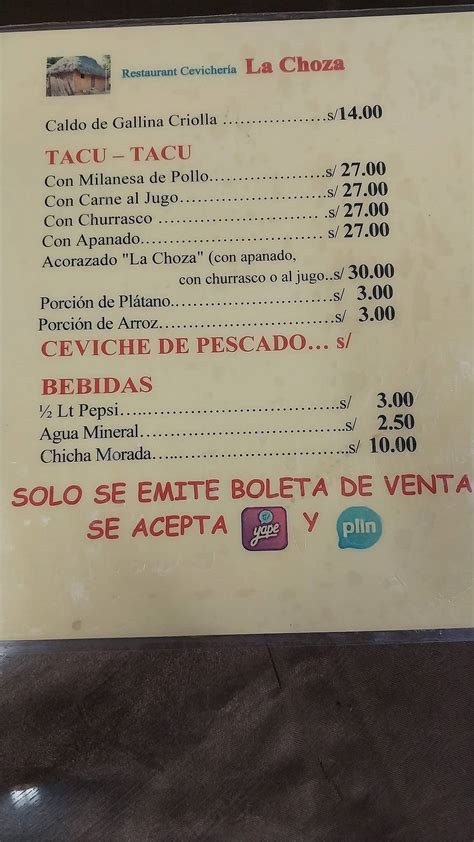 Restaurant Cevichería La Choza
Caldo de Gallina Criolla ……………..s/14.00
TACU – TACU
Con Milanesa de Pollo…………………...s/ 27.00
Con Carne al Jugo……………………….s/ 27.00
Con Churrasco ……………………… .s/ 27.00
Con Apanado………………………… s/ 27.00
Acorazado "La Choza" (con apanado,
con churrasco o al jugo..s/ 30.00
Porción de Plátano.……………………..s/ 3.00
Porción de Arroz……………………….s/ 3.00
CEVICHE DE PESCADO… s/
BEBIDAS
½ Lt Pepsi….………………………...s/ 3.00
Agua Mineral………………………..s/ 2.50
Chicha Morada…..…………………..s/ 10.00
SOLO SE EMITE BOLETA DE VENTA
SE ACEPTA yape Y plin